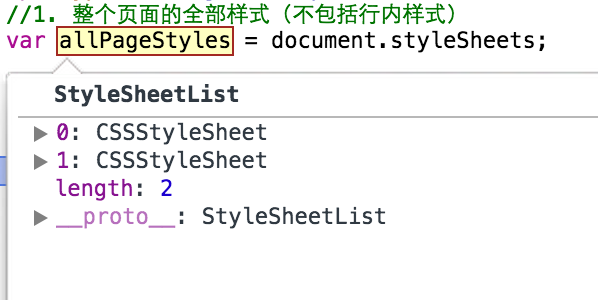 //1. 整个页面的全部样式（不包括行内样式）
var allPageStyles = document.styleSheets;
StyleSheetList
0: CSSStyleSheet
1: CSSStyleSheet
length: 2
__proto__: StyleSheetList